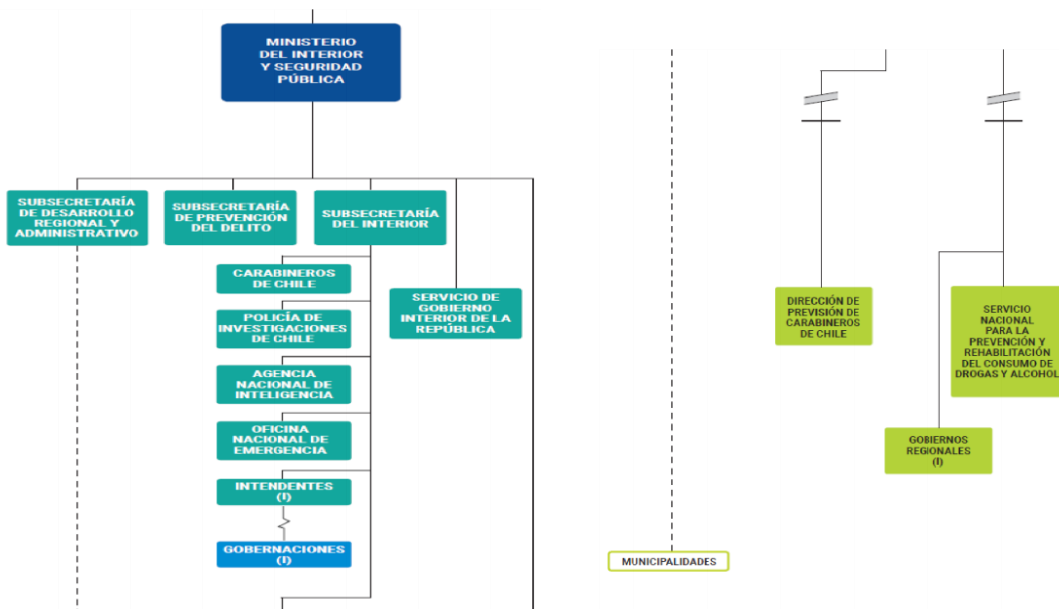 MINISTERIO
DEL INTERIOR
Y SEGURIDAD
PÚBLICA
SUBSECRETARÍA
DE DESARROLLO
REGIONAL Y
ADMINISTRATIVO
SUBSECRETARÍA
DE PREVENCIÓN
DEL DELITO
SUBSECRETARÍA
DEL INTERIOR
CARABINEROS
DE CHILE
POLICÍA DE
INVESTIGACIONES
DE CHILE
AGENCIA
NACIONAL DE
INTELIGENCIA
OFICINA
NACIONAL DE
EMERGENCIA
INTENDENTES
(I)
GOBERNACIONES
(I)
SERVICIO DE
GOBIERNO
INTERIOR DE LA
REPÚBLICA
MUNICIPALIDADES
DIRECCIÓN DE
PREVISIÓN DE
CARABINEROS
DE CHILE
SERVICIO
NACIONAL
PARA LA
PREVENCIÓN Y
REHABILITACIÓN
DEL CONSUMO DE
DROGAS Y ALCOHOL
GOBIERNOS
REGIONALES
(I)